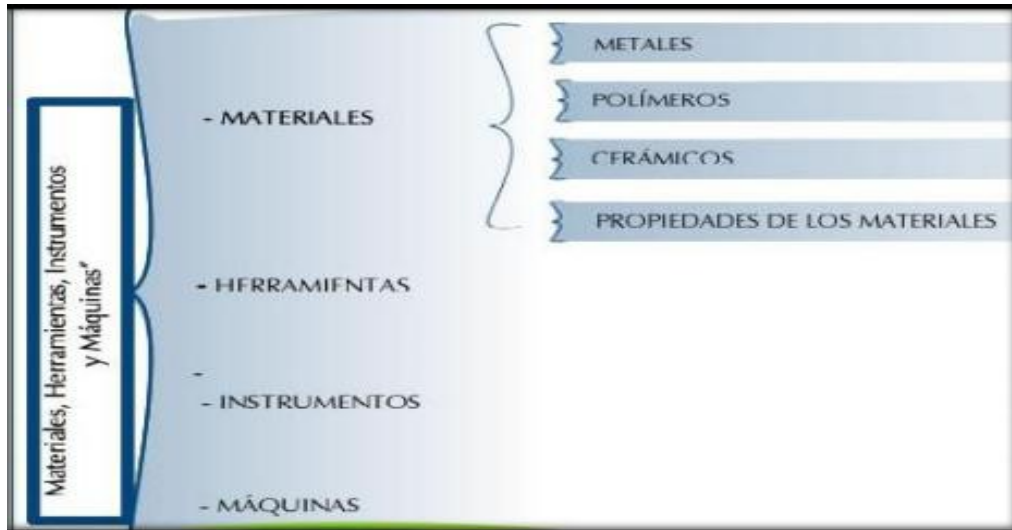 Materiales, Herramientas, Instrumentos
y Máquinas"
- MATERIALES
METALES
POLÍMEROS
CERÁMICOS
PROPIEDADES DE LOS MATERIALES
- HERRAMIENTAS
-
- INSTRUMENTOS
- MÁQUINAS